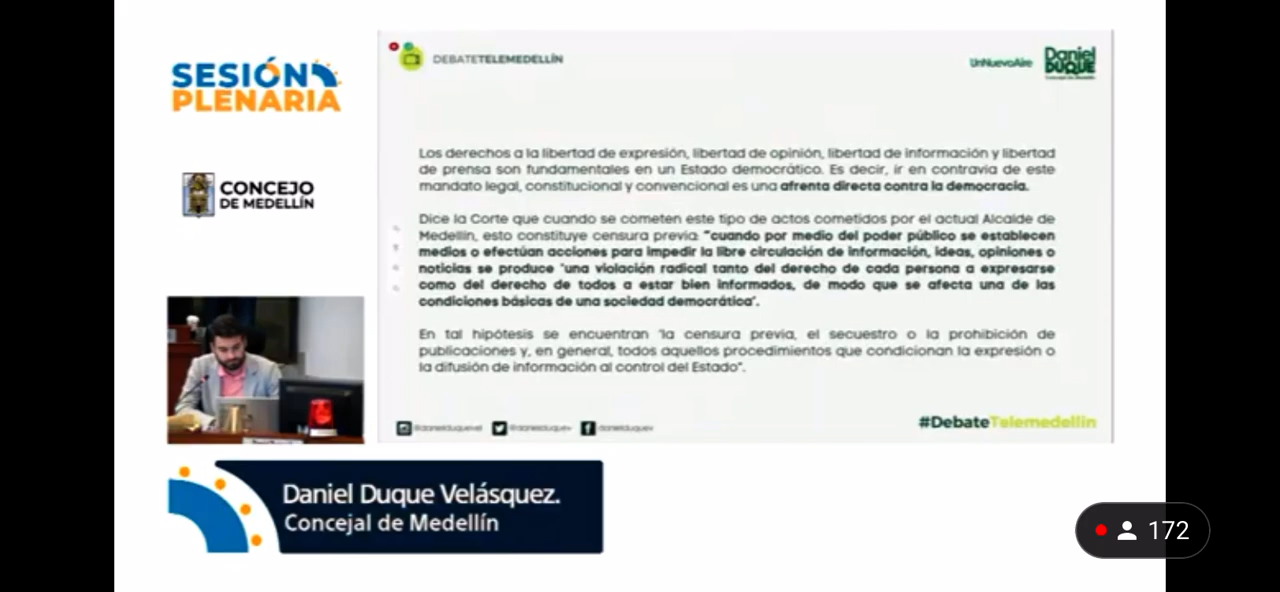 SESIÓN
PLENARIA
CONCEJO
DE MEDELLÍN
DEBATETELEMEDELLÍN
UnNuevoAire
Daniel
DUQUE
Los derechos a la libertad de expresión, libertad de opinión, libertad de información y libertad
de prensa son fundamentales en un Estado democrático. Es decir, ir en contravia de este
mandato legal, constitucional y convencional es una afrenta directa contra la democracia.
Dice la Corte que cuando se cometen este tipo de actos cometidos por el actual Alcalde de
Medellín, esto constituye censura previa: "cuando por medio del poder público se establecen
medios o efectúan acciones para impedir la libre circulación de información, ideas, opiniones o
noticias se produce "una violación radical tanto del derecho de cada persona a expresarse
como del derecho de todos a estar bien informados, de modo que se afecta una de las
condiciones básicas de una sociedad democrática".
En tal hipótesis se encuentran "la censura previa, el secuestro o la prohibición de
publicaciones y, en general, todos aquellos procedimientos que condicionan la expresión o
la difusión de información al control del Estado".
@danielduquevel @danielduquev danielduquev
#DebateTelemedellín
Daniel Duque Velásquez.
Concejal de Medellín
172